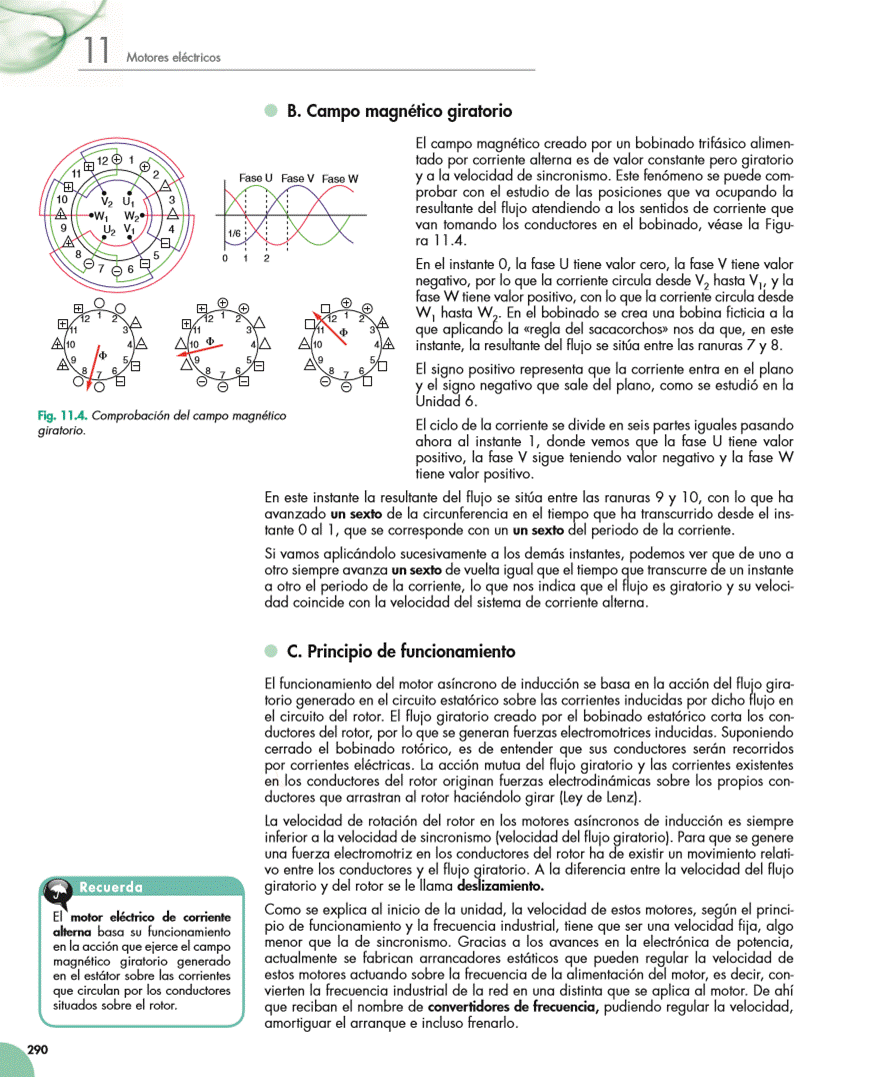 11
Motores eléctricos
B. Campo magnético giratorio
El campo magnético creado por un bobinado trifásico alimen-
tado por corriente alterna es de valor constante pero giratorio
y a la velocidad de sincronismo. Este fenómeno se puede com-
probar con el estudio de las posiciones que va ocupando la
resultante del flujo atendiendo a los sentidos de corriente que
van tomando los conductores en el bobinado, véase la Figu-
ra 11.4.
En el instante 0, la fase U tiene valor cero, la fase V tiene valor
negativo, por lo que la corriente circula desde V2 hasta V1, y la
fase W tiene valor positivo, con lo que la corriente circula desde
W1 hasta W2. En el bobinado se crea una bobina ficticia a la
que aplicando la «regla del sacacorchos» nos da que, en este
instante, la resultante del flujo se sitúa entre las ranuras 7 y 8.
El signo positivo representa que la corriente entra en el plano
y el signo negativo que sale del plano, como se estudió en la
Unidad 6.
El ciclo de la corriente se divide en seis partes iguales pasando
ahora al instante 1, donde vemos que la fase U tiene valor
positivo, la fase V sigue teniendo valor negativo y la fase W
tiene valor positivo.
12 1
11 2
10 V2 U1 3
W1 W2
9 U2 V1 4
8 5
7 6
Fase U Fase V Fase W
1/6
0 1 2
12 1 2
11 3
10 4
Φ
9 5
8 7 6
12 1 2
11 3
10 Φ 4
9 5
8 7 6
12 1 2
11 Φ 3
10 4
9 5
8 7 6
Fig. 11.4. Comprobación del campo magnético
giratorio.
En este instante la resultante del flujo se sitúa entre las ranuras 9 y 10, con lo que ha
avanzado un sexto de la circunferencia en el tiempo que ha transcurrido desde el ins-
tante 0 al 1, que se corresponde con un un sexto del periodo de la corriente.
Si vamos aplicándolo sucesivamente a los demás instantes, podemos ver que de uno a
otro siempre avanza un sexto de vuelta igual que el tiempo que transcurre de un instante
a otro el periodo de la corriente, lo que nos indica que el flujo es giratorio y su veloci-
dad coincide con la velocidad del sistema de corriente alterna.
C. Principio de funcionamiento
El funcionamiento del motor asíncrono de inducción se basa en la acción del flujo gira-
torio generado en el circuito estatórico sobre las corrientes inducidas por dicho flujo en
el circuito del rotor. El flujo giratorio creado por el bobinado estatórico corta los con-
ductores del rotor, por lo que se generan fuerzas electromotrices inducidas. Suponiendo
cerrado el bobinado rotórico, es de entender que sus conductores serán recorridos
por corrientes eléctricas. La acción mutua del flujo giratorio y las corrientes existentes
en los conductores del rotor originan fuerzas electrodinámicas sobre los propios con-
ductores que arrastran al rotor haciéndolo girar (Ley de Lenz).
La velocidad de rotación del rotor en los motores asíncronos de inducción es siempre
inferior a la velocidad de sincronismo (velocidad del flujo giratorio). Para que se genere
una fuerza electromotriz en los conductores del rotor ha de existir un movimiento relati-
vo entre los conductores y el flujo giratorio. A la diferencia entre la velocidad del flujo
giratorio y del rotor se le llama deslizamiento.
Como se explica al inicio de la unidad, la velocidad de estos motores, según el princi-
pio de funcionamiento y la frecuencia industrial, tiene que ser una velocidad fija, algo
menor que la de sincronismo. Gracias a los avances en la electrónica de potencia,
actualmente se fabrican arrancadores estáticos que pueden regular la velocidad de
estos motores actuando sobre la frecuencia de la alimentación del motor, es decir, con-
vierten la frecuencia industrial de la red en una distinta que se aplica al motor. De ahí
que reciban el nombre de convertidores de frecuencia, pudiendo regular la velocidad,
amortiguar el arranque e incluso frenarlo.
Recuerda
El motor eléctrico de corriente
alterna basa su funcionamiento
en la acción que ejerce el campo
magnético giratorio generado
en el estátor sobre las corrientes
que circulan por los conductores
situados sobre el rotor.
290